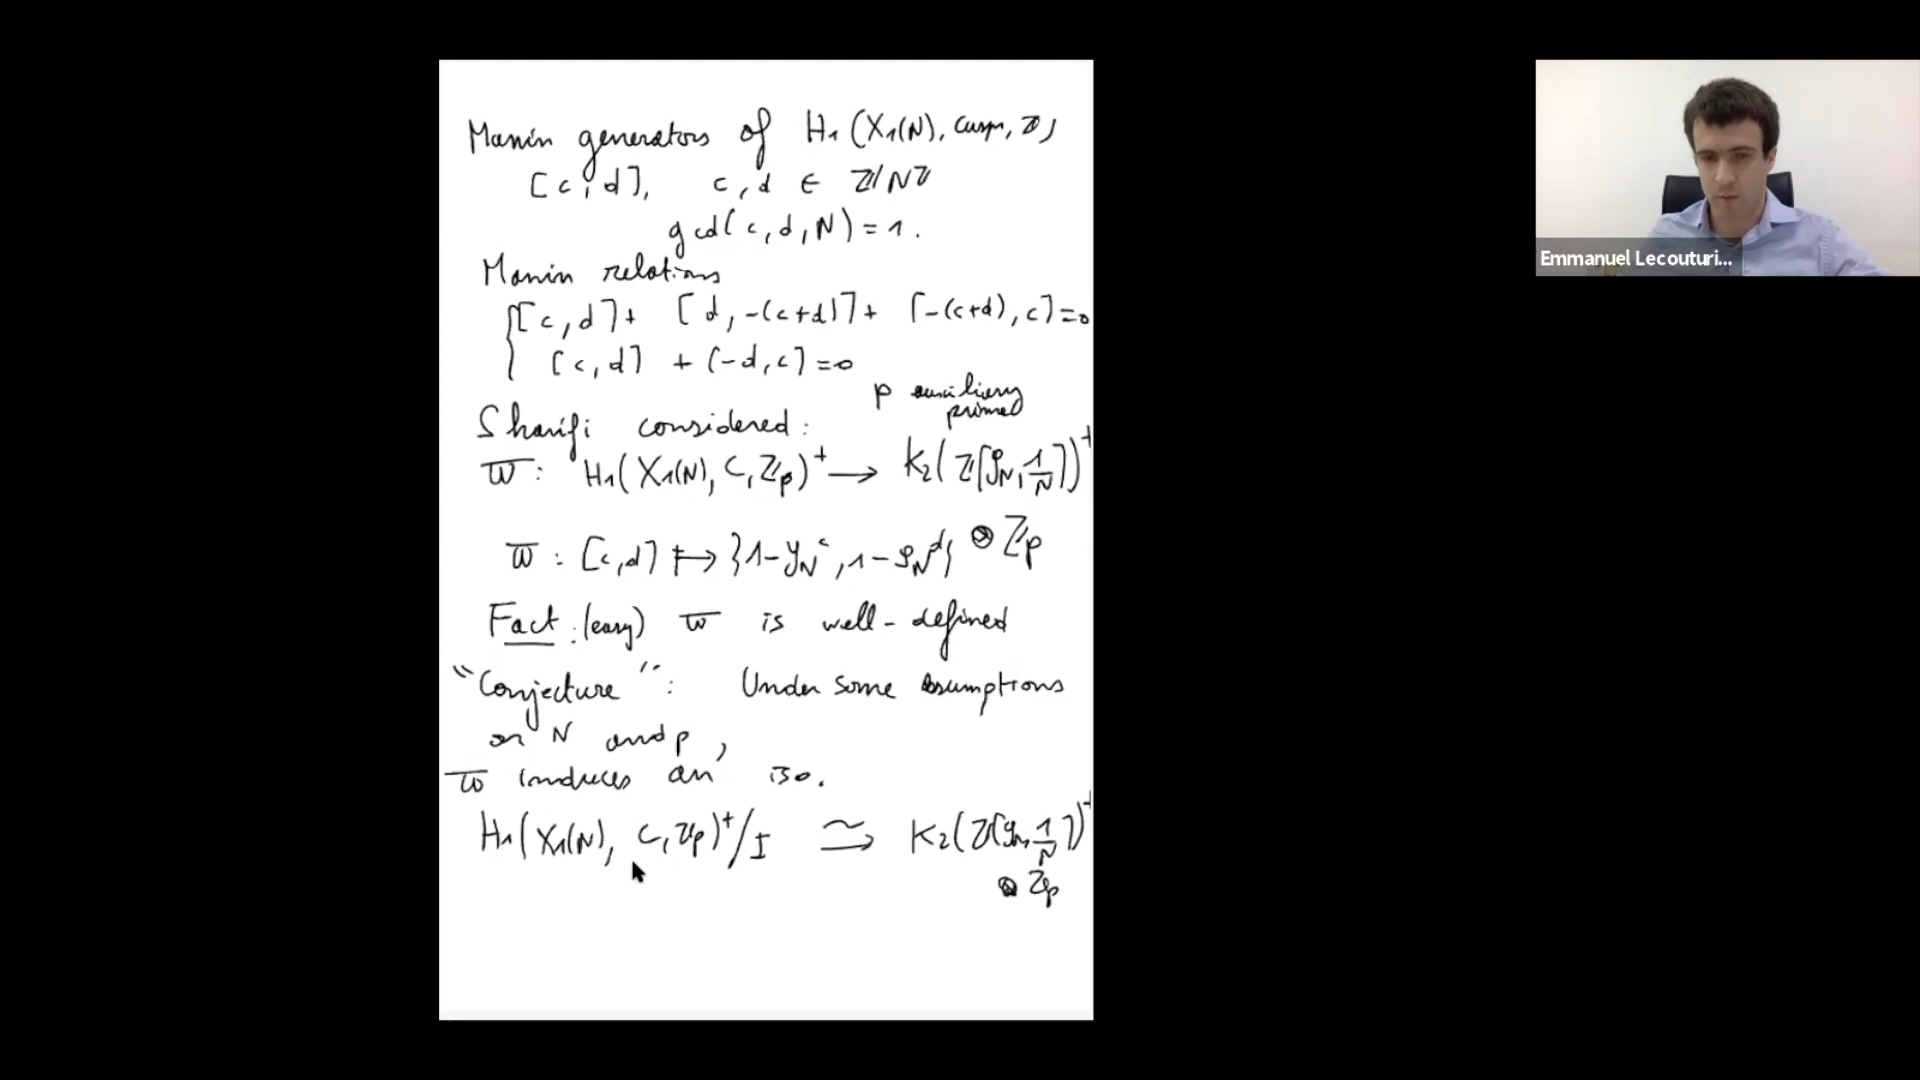 Manin generators of H₁(X₁(N), cusps, ℤ)
[c,d], c,d ∈ ℤ/Nℤ
gcd(c,d,N)=1.
Manin relations
{ [c,d]+ [d,-(c+d)]+ [-(c+d),c]=0
[c,d] + [-d,c]=0
p auxiliary
prime
Sharifi considered:
ϖ: H₁(X₁(N), C, ℤp)⁺ → K₂(ℤ[ζN,1/N])⁺
⊗ ℤp
ϖ: [c,d] ↦ {1-ζN^c, 1-ζN^d}
Fact: (easy) ϖ is well-defined
"Conjecture": Under some assumptions
on N and p,
ϖ induces an iso.
H₁(X₁(N), C, ℤp)⁺/I ≃ K₂(ℤ[ζN,1/N])⁺
⊗ ℤp
Emmanuel Lecouturi...